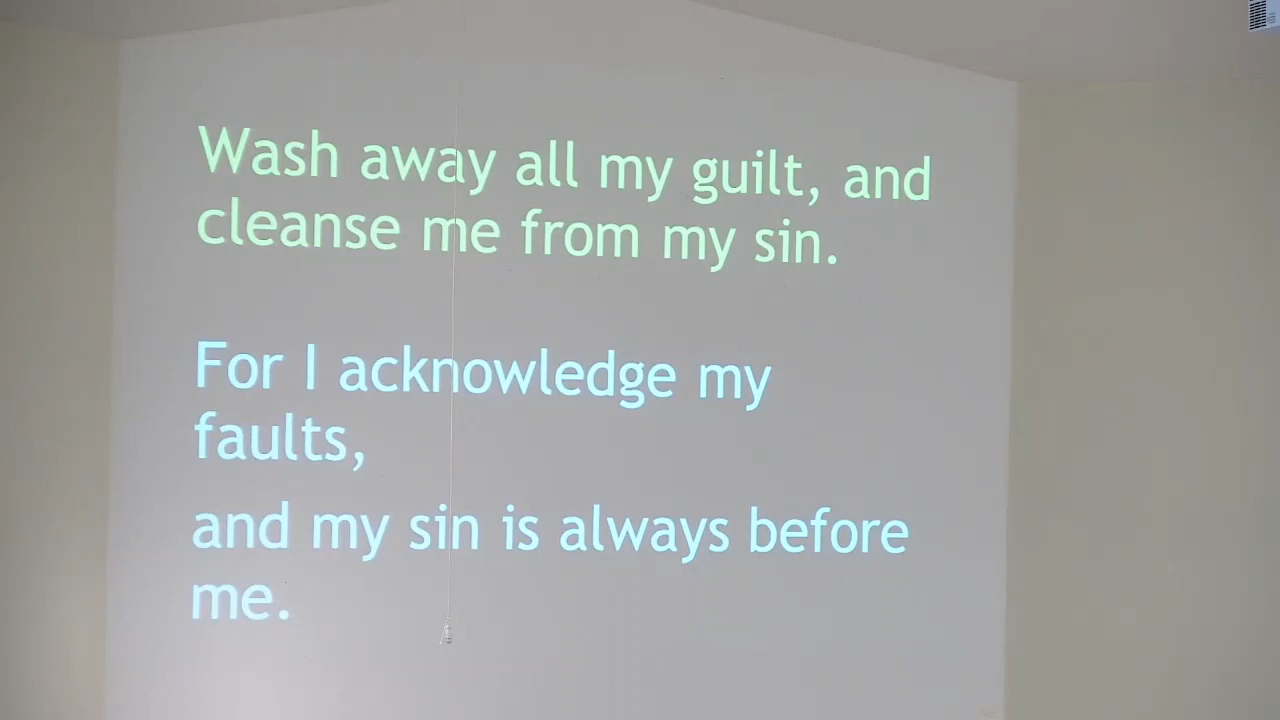 Wash away all my guilt, and
cleanse me from my sin.
For I acknowledge my
faults,
and my sin is always before
me.